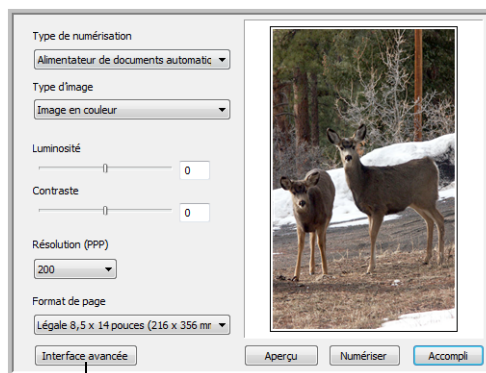 Type de numérisation
Alimentateur de documents automatic
Type d'image
Image en couleur
Luminosité
0
Contraste
0
Résolution (PPP)
200
Format de page
Légale 8,5 x 14 pouces (216 x 356 mr
Interface avancée
Aperçu
Numériser
Accompli